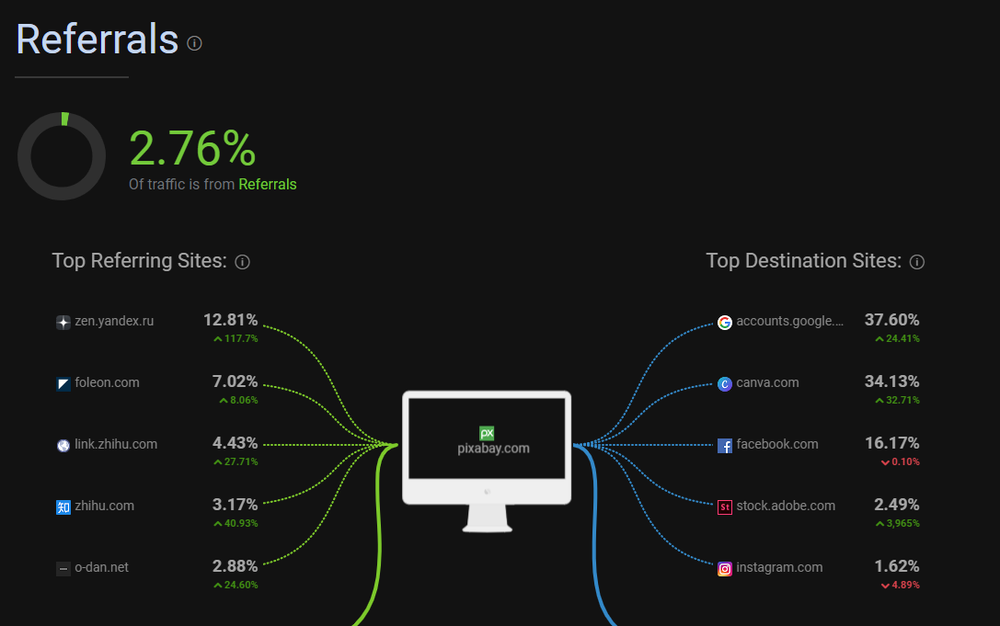 Referrals
2.76%
Of traffic is from Referrals
Top Referring Sites:
zen.yandex.ru 12.81%
117.7%
foleon.com 7.02%
8.06%
link.zhihu.com 4.43%
27.71%
知 zhihu.com 3.17%
40.93%
o-dan.net 2.88%
24.60%
px
pixabay.com
Top Destination Sites:
G accounts.google.... 37.60%
24.41%
C canva.com 34.13%
32.71%
f facebook.com 16.17%
0.10%
St stock.adobe.com 2.49%
3,965%
instagram.com 1.62%
4.89%